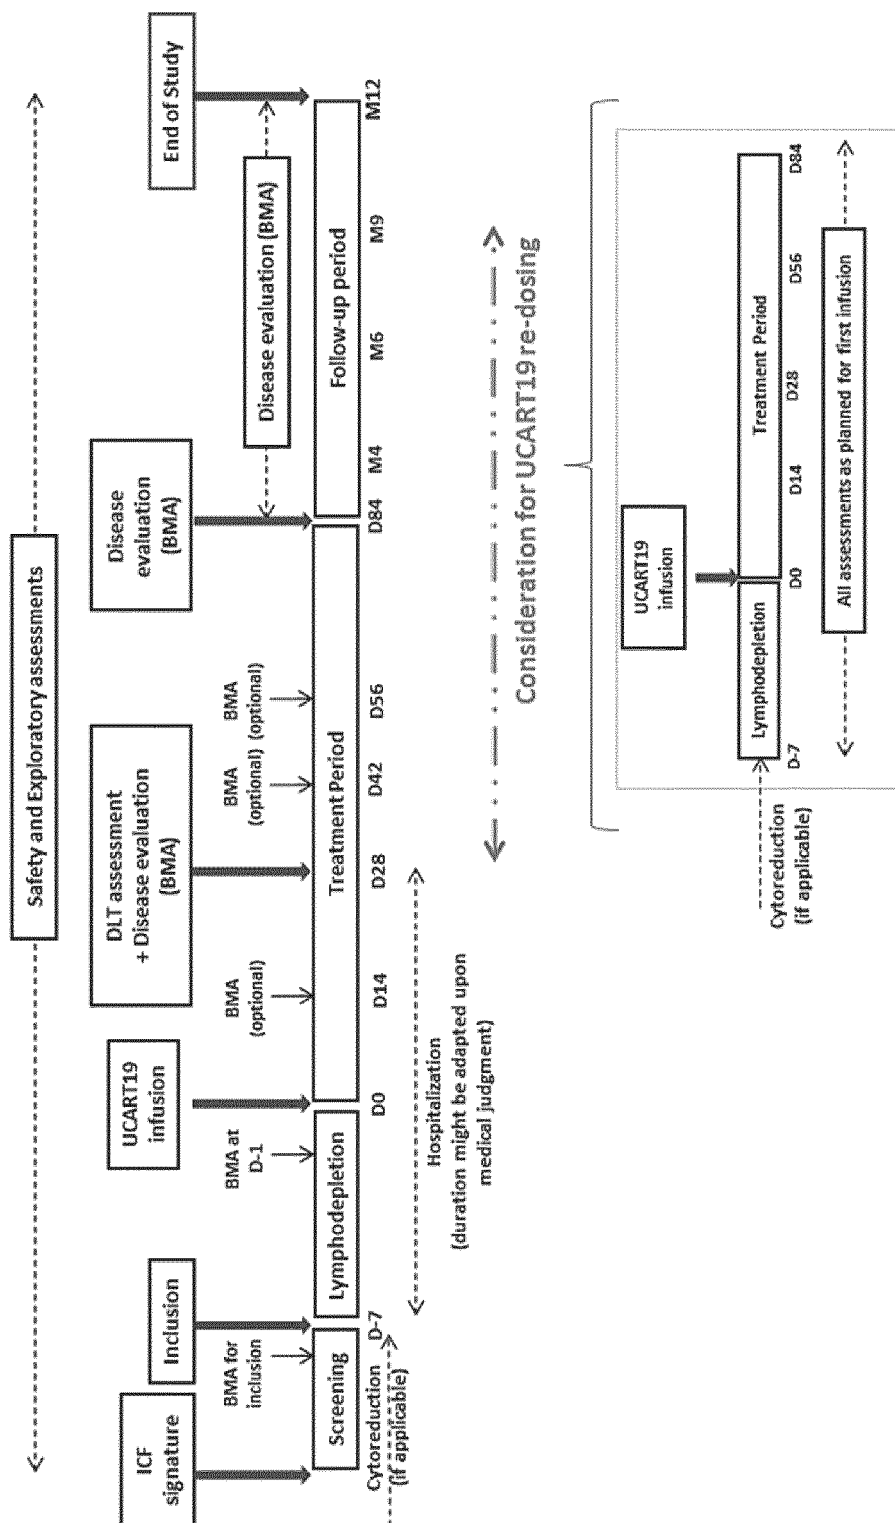 Safety and Exploratory assessments
ICF
signature
Inclusion
UCART19
infusion
DLT assessment
+ Disease evaluation
(BMA)
Disease
evaluation
(BMA)
End of Study
BMA for
inclusion
BMA at
D-1
BMA
(optional)
BMA
(optional)
BMA
(optional)
Disease evaluation (BMA)
Screening
Lymphodepletion
Treatment Period
Follow-up period
D-7
D0
D14
D28
D42
D56
D84
M4
M6
M9
M12
Cytoreduction
(if applicable)
Hospitalization
(duration might be adapted upon
medical judgment)
Consideration for UCART19 re-dosing
UCART19
infusion
Cytoreduction
(if applicable)
Lymphodepletion
Treatment Period
D-7
D0
D14
D28
D56
D84
All assessments as planned for first infusion